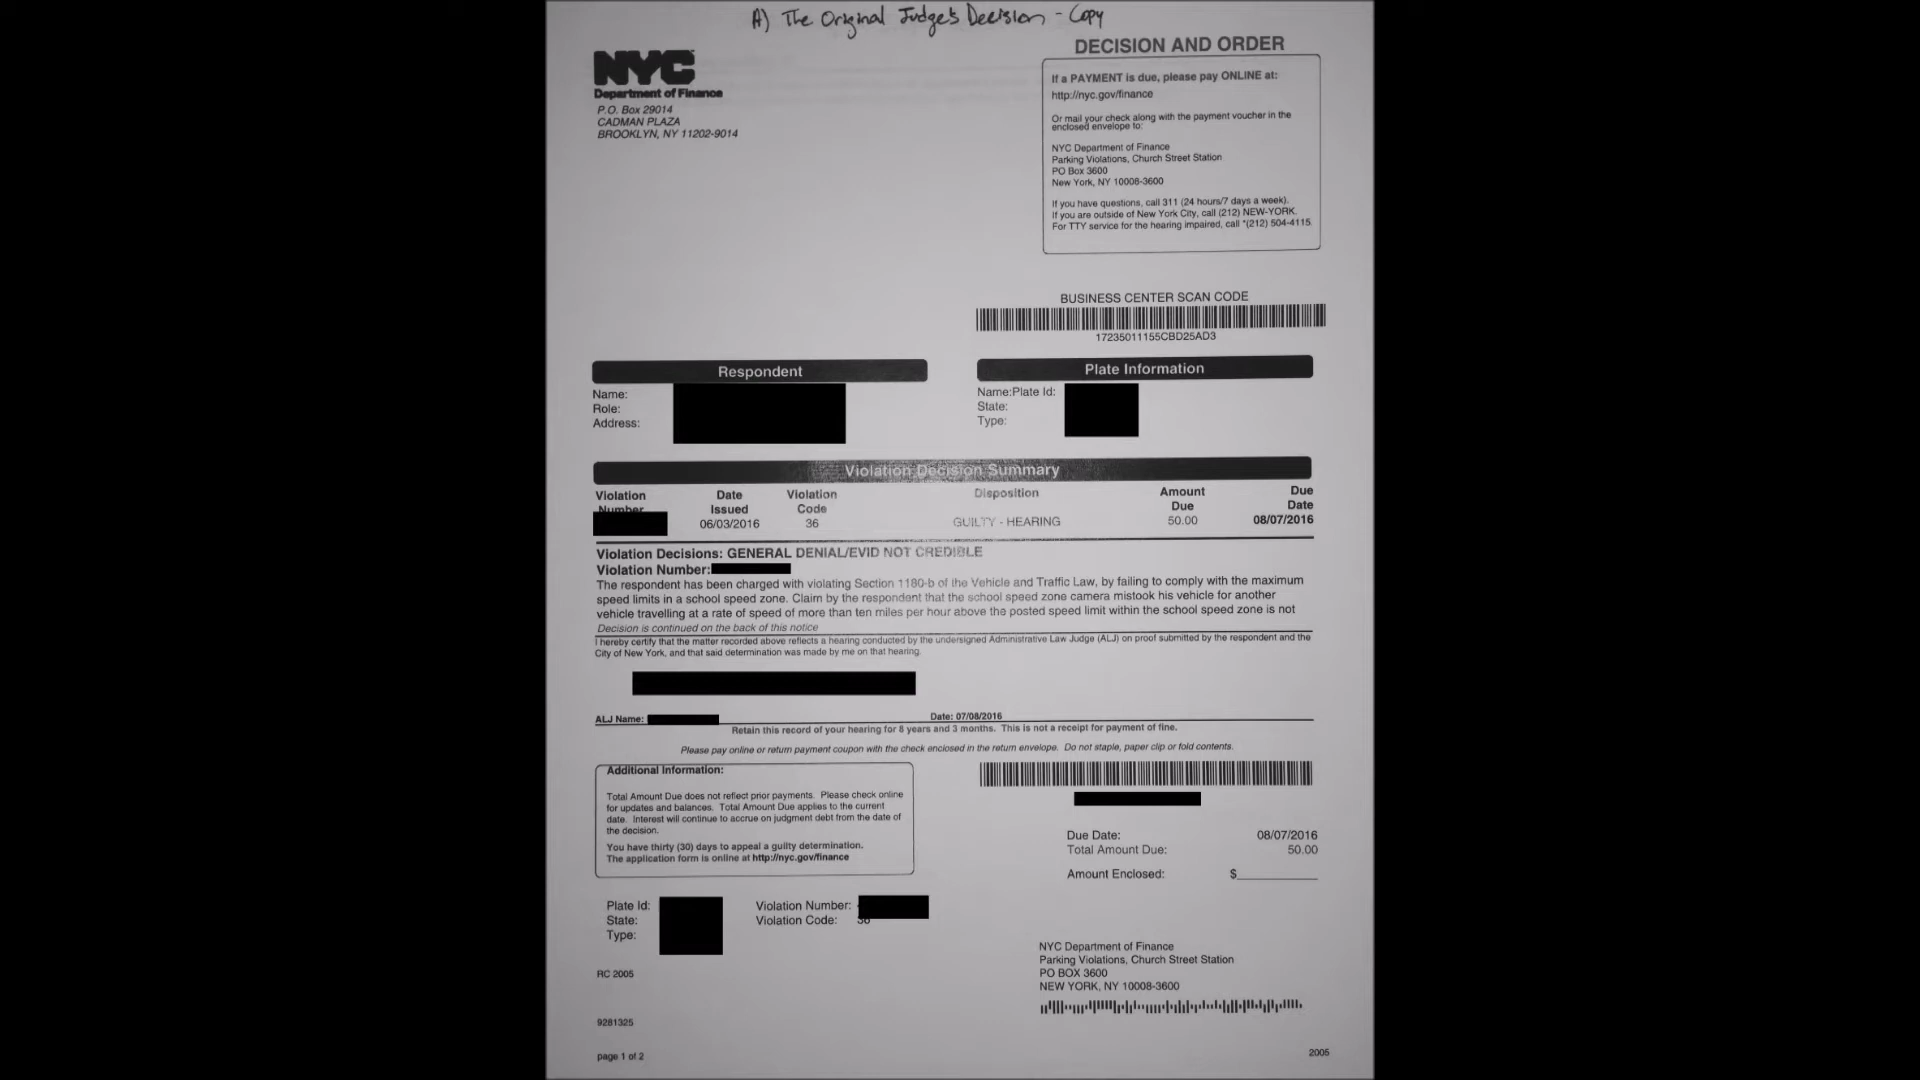 A) The Original Judge's Decision - Copy
NYC
Department of Finance
P.O. Box 29014
CADMAN PLAZA
BROOKLYN, NY 11202-9014
DECISION AND ORDER
If a PAYMENT is due, please pay ONLINE at:
http://nyc.gov/finance
Or mail your check along with the payment voucher in the
enclosed envelope to:
NYC Department of Finance
Parking Violations, Church Street Station
PO Box 3600
New York, NY 10008-3600
If you have questions, call 311 (24 hours/7 days a week).
If you are outside of New York City, call (212) NEW-YORK.
For TTY service for the hearing impaired, call *(212) 504-4115
BUSINESS CENTER SCAN CODE
17235011155CBD25AD3
Respondent
Name:
Role:
Address:
Plate Information
Name:Plate Id:
State:
Type:
Violation Decision Summary
Violation Date Violation Disposition Amount Due
Number Issued Code Due Date
06/03/2016 36 GUILTY - HEARING 50.00 08/07/2016
Violation Decisions: GENERAL DENIAL/EVID NOT CREDIBLE
Violation Number:
The respondent has been charged with violating Section 1180-b of the Vehicle and Traffic Law, by failing to comply with the maximum
speed limits in a school speed zone. Claim by the respondent that the school speed zone camera mistook his vehicle for another
vehicle travelling at a rate of speed of more than ten miles per hour above the posted speed limit within the school speed zone is not
Decision is continued on the back of this notice
I hereby certify that the matter recorded above reflects a hearing conducted by the undersigned Administrative Law Judge (ALJ) on proof submitted by the respondent and the
City of New York, and that said determination was made by me on that hearing.
ALJ Name: Date: 07/08/2016
Retain this record of your hearing for 8 years and 3 months. This is not a receipt for payment of fine.
Please pay online or return payment coupon with the check enclosed in the return envelope. Do not staple, paper clip or fold contents.
Additional Information:
Total Amount Due does not reflect prior payments. Please check online
for updates and balances. Total Amount Due applies to the current
date. Interest will continue to accrue on judgment debt from the date of
the decision.
You have thirty (30) days to appeal a guilty determination.
The application form is online at http://nyc.gov/finance
Due Date: 08/07/2016
Total Amount Due: 50.00
Amount Enclosed: $
Plate Id:
State:
Type:
Violation Number:
Violation Code: 36
NYC Department of Finance
Parking Violations, Church Street Station
PO BOX 3600
NEW YORK, NY 10008-3600
RC 2005
9281325
page 1 of 2
2005